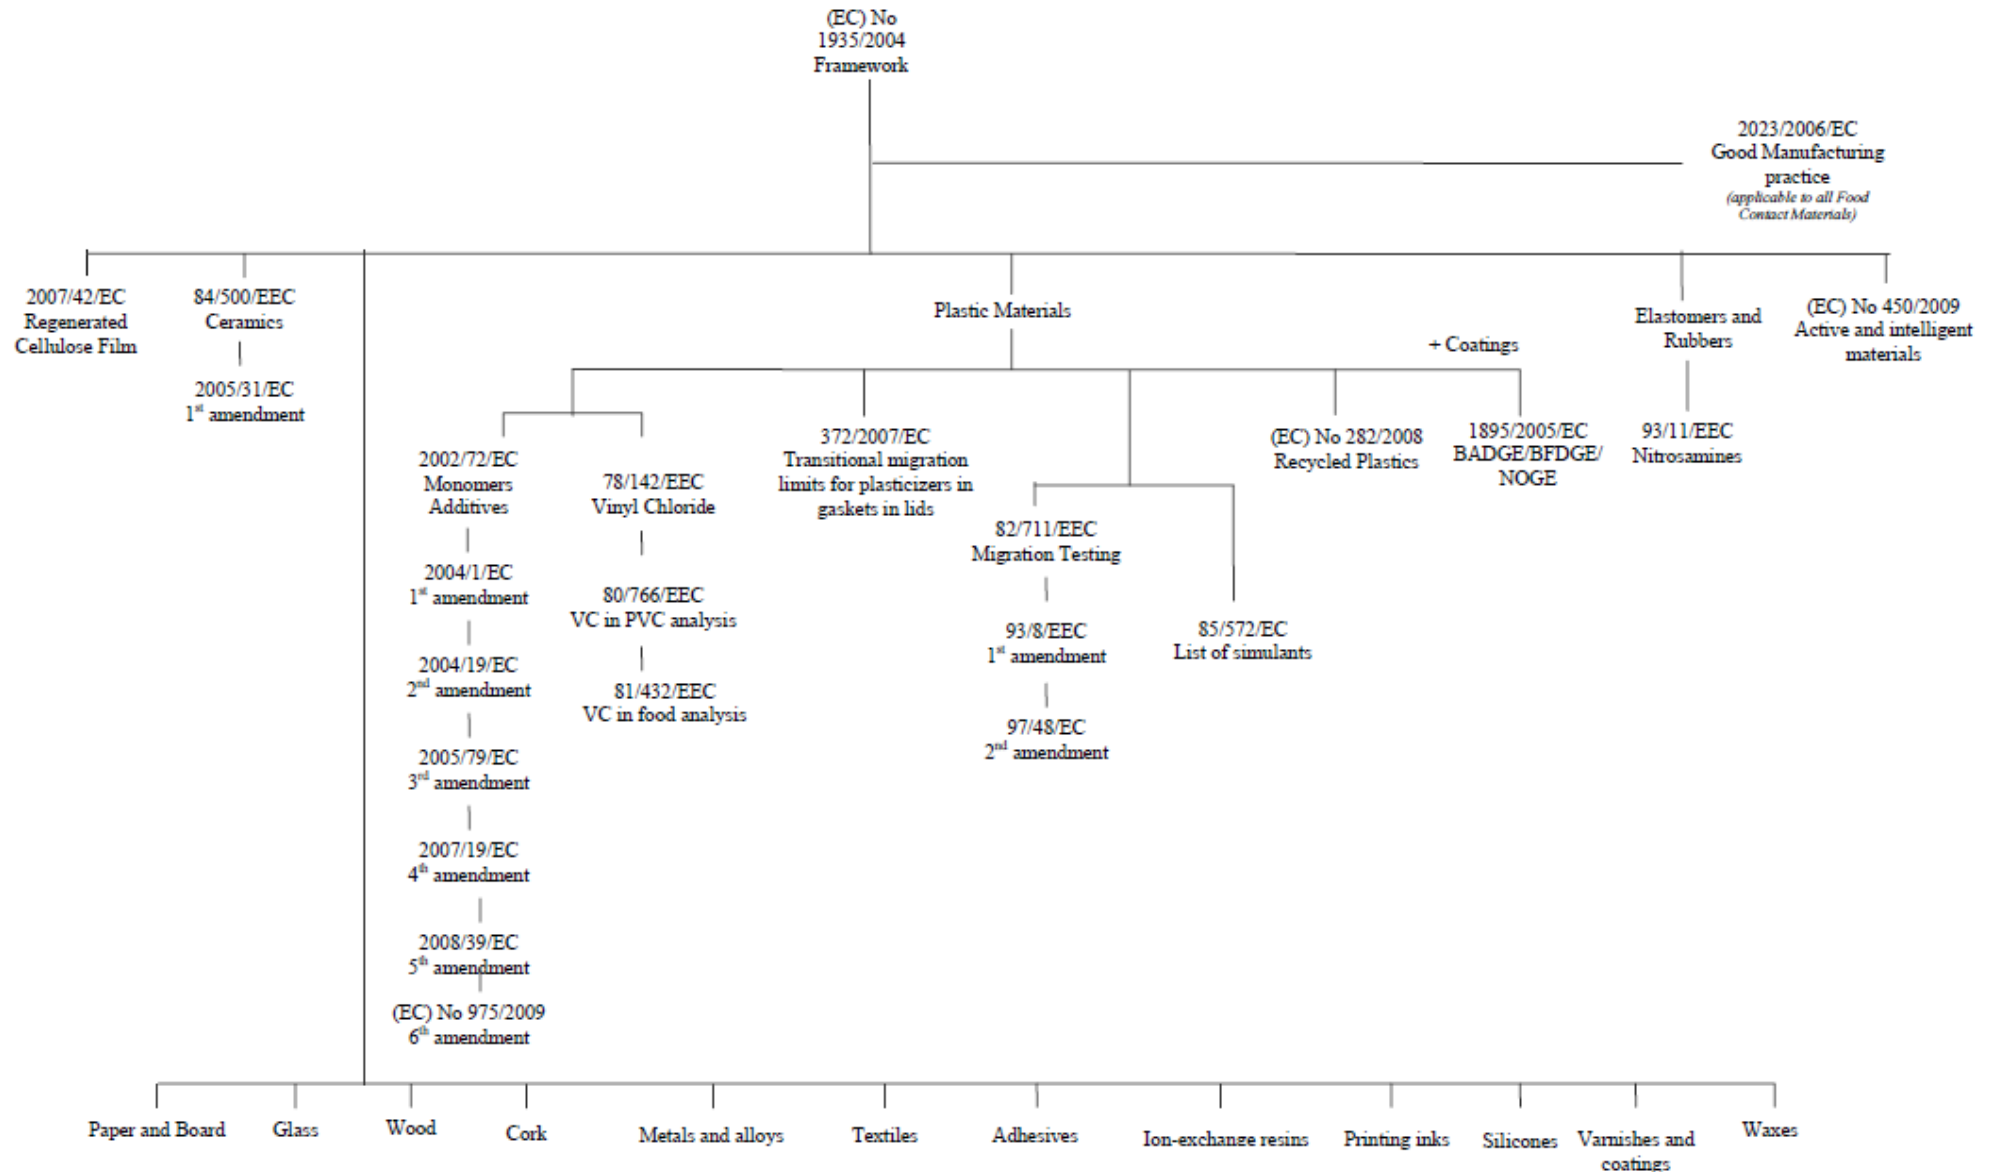 (EC) No
1935/2004
Framework
2023/2006/EC
Good Manufacturing
practice
(applicable to all Food
Contact Materials)
2007/42/EC
Regenerated
Cellulose Film
84/500/EEC
Ceramics
2005/31/EC
1st amendment
Plastic Materials
+ Coatings
Elastomers and
Rubbers
(EC) No 450/2009
Active and intelligent
materials
2002/72/EC
Monomers
Additives
2004/1/EC
1st amendment
2004/19/EC
2nd amendment
2005/79/EC
3rd amendment
2007/19/EC
4th amendment
2008/39/EC
5th amendment
(EC) No 975/2009
6th amendment
78/142/EEC
Vinyl Chloride
80/766/EEC
VC in PVC analysis
81/432/EEC
VC in food analysis
372/2007/EC
Transitional migration
limits for plasticizers in
gaskets in lids
82/711/EEC
Migration Testing
93/8/EEC
1st amendment
97/48/EC
2nd amendment
85/572/EC
List of simulants
(EC) No 282/2008
Recycled Plastics
1895/2005/EC
BADGE/BFDGE/
NOGE
93/11/EEC
Nitrosamines
Paper and Board
Glass
Wood
Cork
Metals and alloys
Textiles
Adhesives
Ion-exchange resins
Printing inks
Silicones
Varnishes and
coatings
Waxes